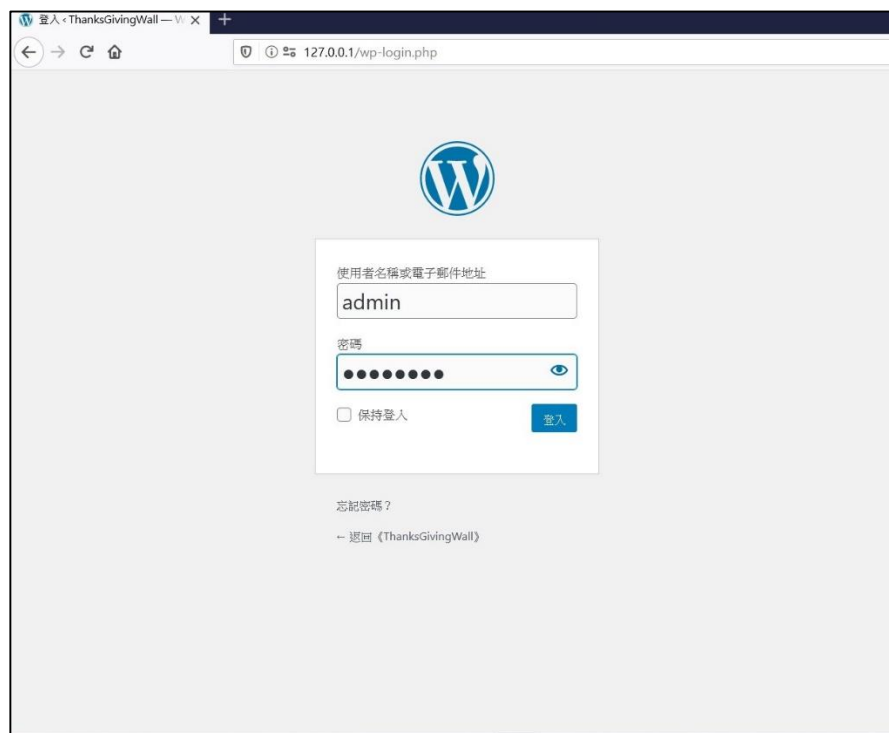 登入 ‹ ThanksGivingWall — W
127.0.0.1/wp-login.php
使用者名稱或電子郵件地址
admin
密碼
●●●●●●●●
保持登入
登入
忘記密碼？
← 返回《ThanksGivingWall》